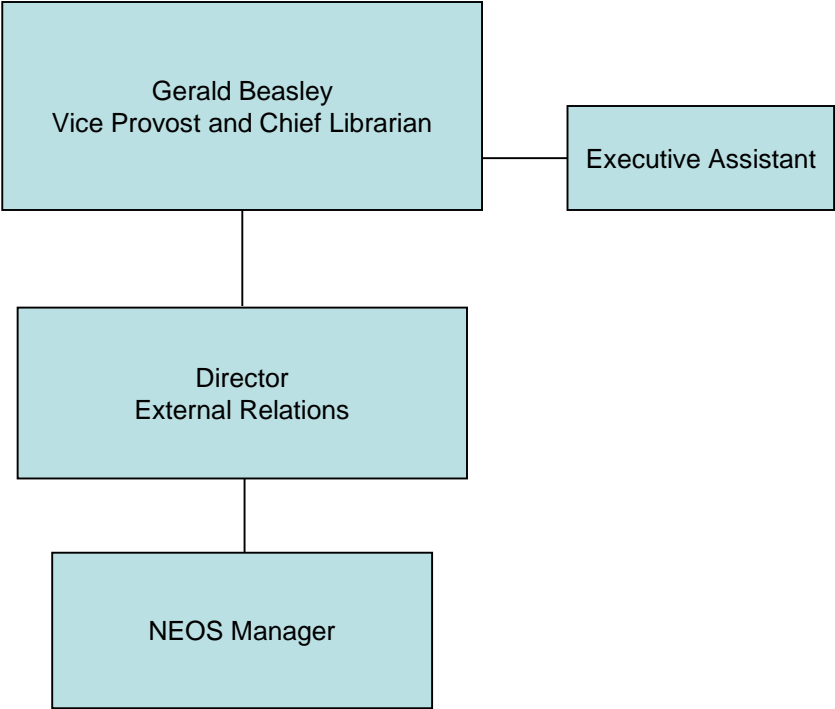 Gerald Beasley
Vice Provost and Chief Librarian
Executive Assistant
Director
External Relations
NEOS Manager